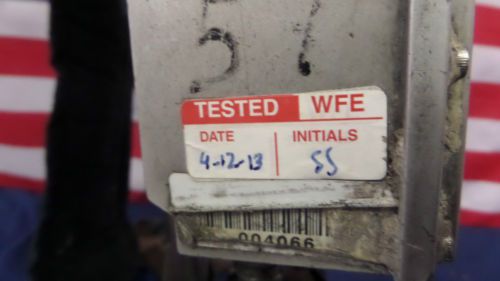 57
TESTED WFE
DATE INITIALS
4-12-13 SS
004066